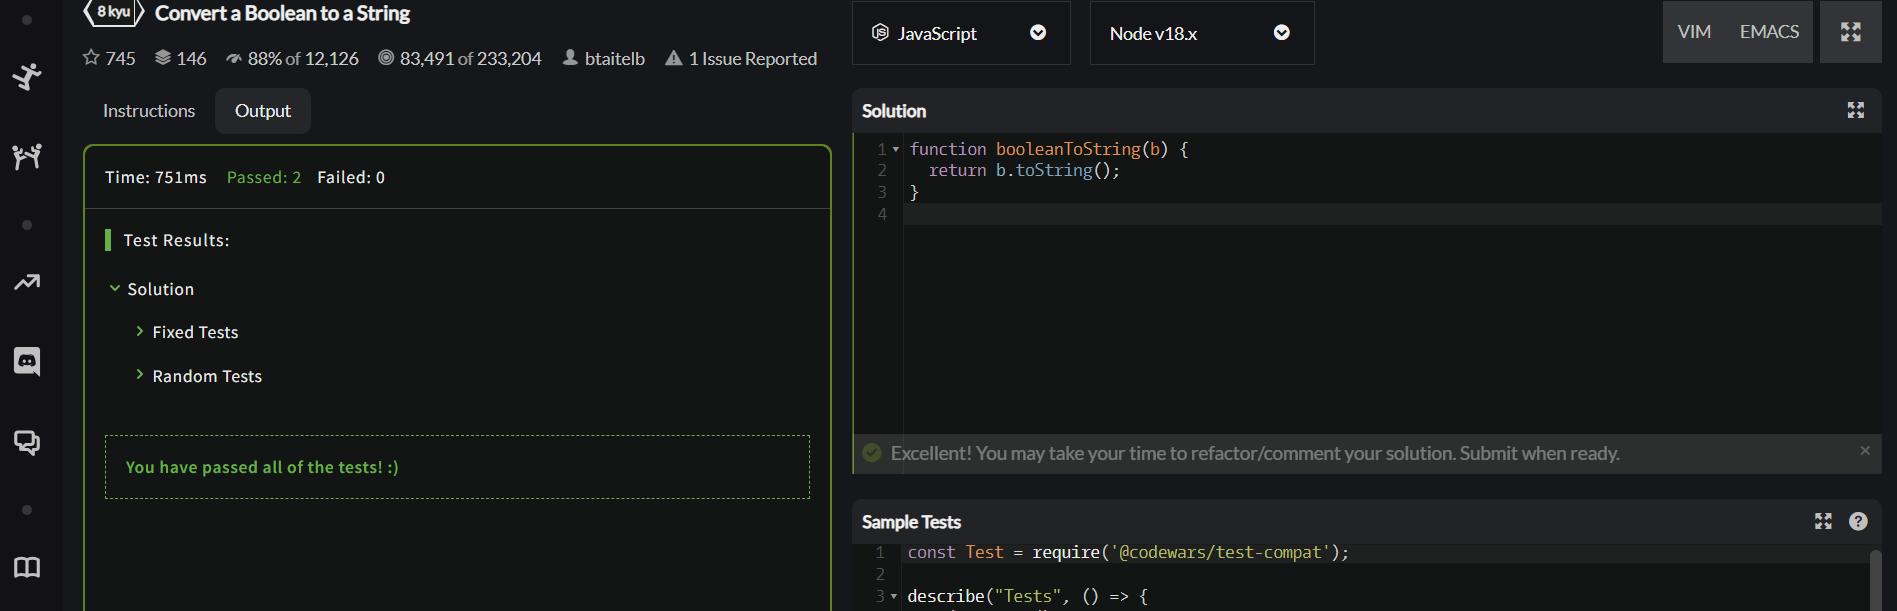 8 kyu Convert a Boolean to a String
745 146 88% of 12,126 83,491 of 233,204 btaitelb 1 Issue Reported
Instructions Output
Time: 751ms Passed: 2 Failed: 0
Test Results:
Solution
Fixed Tests
Random Tests
You have passed all of the tests! :)
JavaScript Node v18.x VIM EMACS
Solution
1 function booleanToString(b) {
2 return b.toString();
3 }
4
Excellent! You may take your time to refactor/comment your solution. Submit when ready.
Sample Tests
1 const Test = require('@codewars/test-compat');
2
3 describe("Tests", () => {